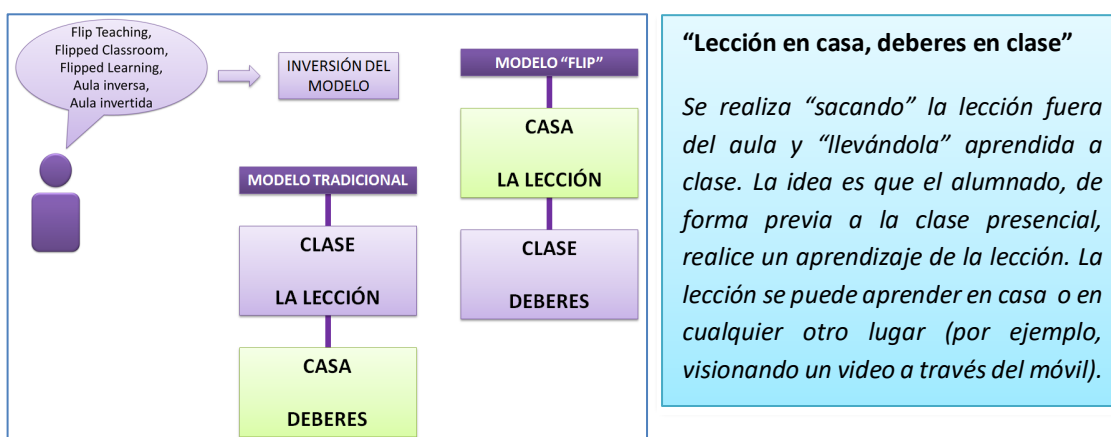 Flip Teaching,
Flipped Classroom,
Flipped Learning,
Aula inversa,
Aula invertida
INVERSIÓN DEL
MODELO
MODELO TRADICIONAL
CLASE
LA LECCIÓN
CASA
DEBERES
MODELO “FLIP”
CASA
LA LECCIÓN
CLASE
DEBERES
“Lección en casa, deberes en clase”
Se realiza “sacando” la lección fuera
del aula y “llevándola” aprendida a
clase. La idea es que el alumnado, de
forma previa a la clase presencial,
realice un aprendizaje de la lección. La
lección se puede aprender en casa o en
cualquier otro lugar (por ejemplo,
visionando un video a través del móvil).